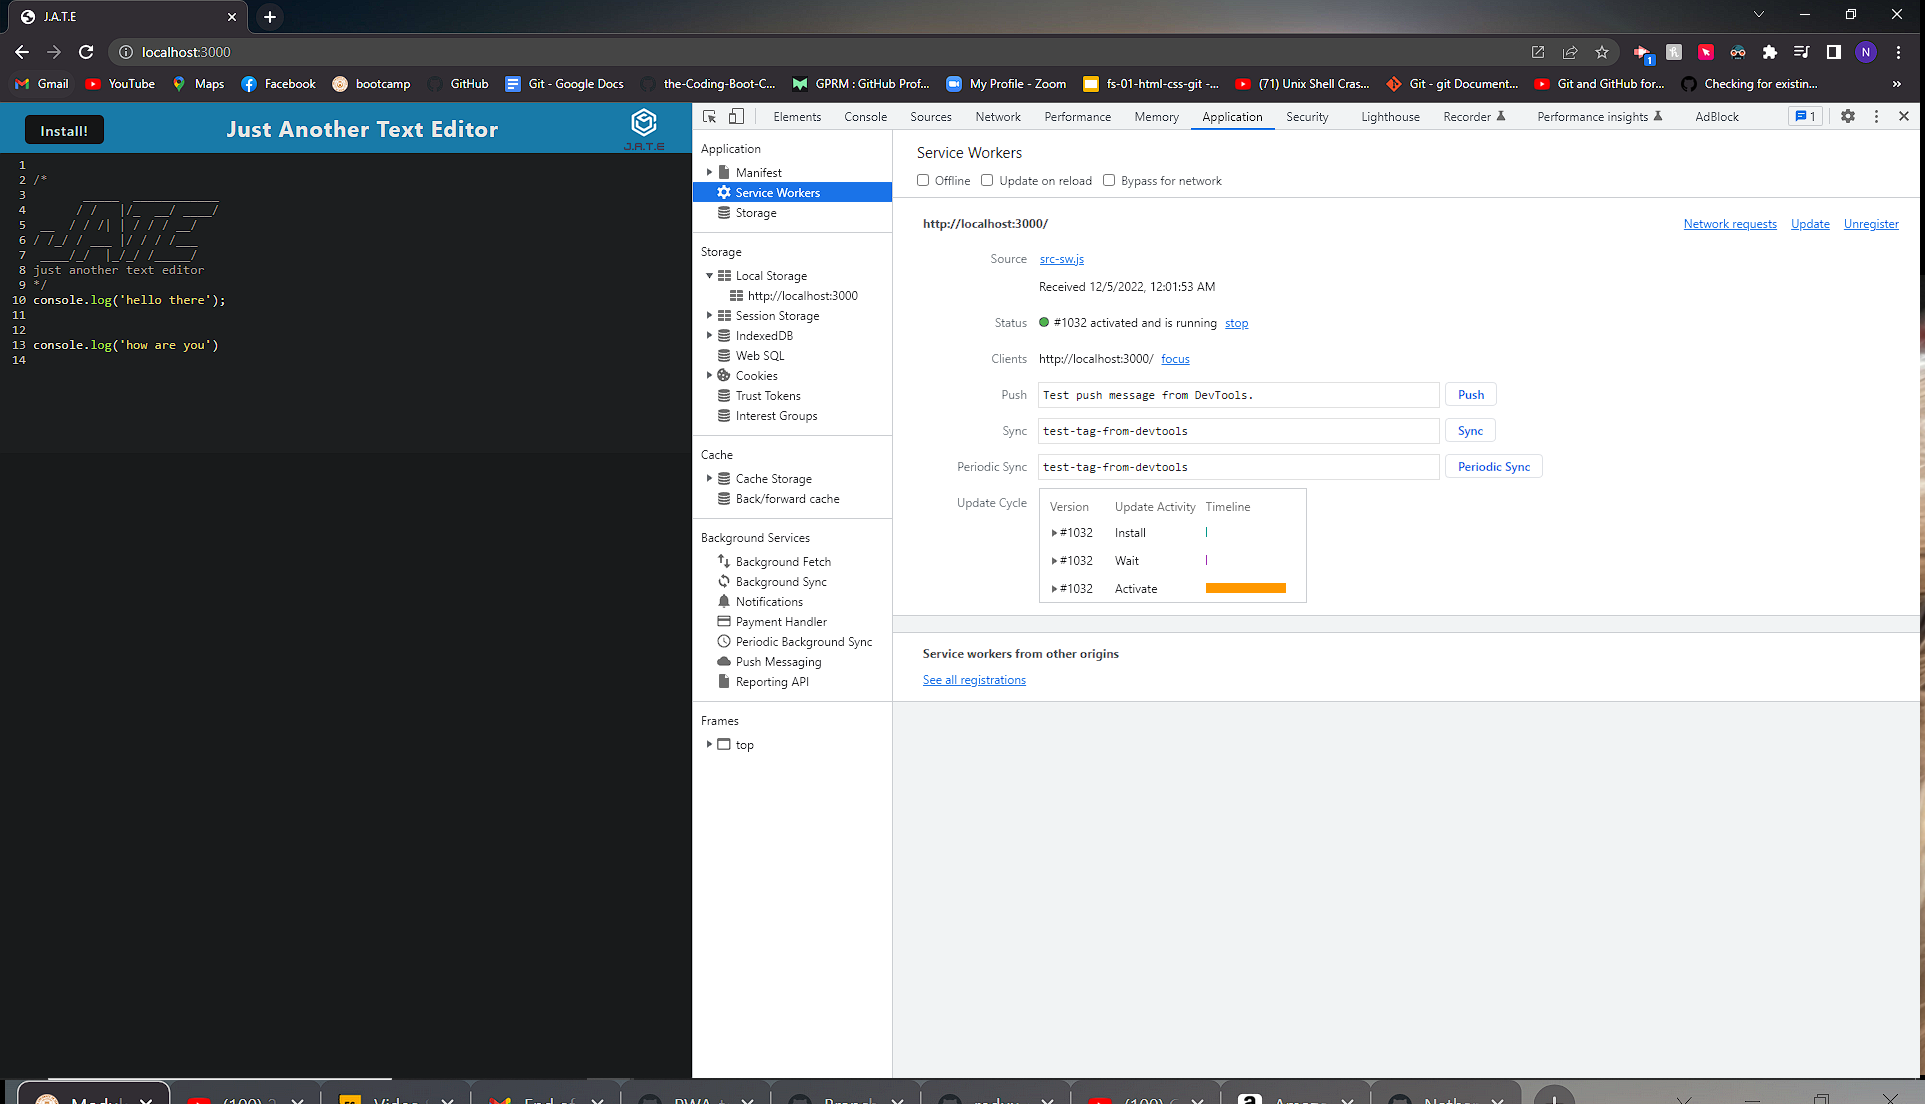 J.A.T.E
localhost:3000
1
Gmail YouTube Maps Facebook bootcamp GitHub Git - Google Docs the-Coding-Boot-C... GPRM : GitHub Prof... My Profile - Zoom fs-01-html-css-git -... (71) Unix Shell Cras... Git - git Document... Git and GitHub for... Checking for existin... »
Install!
Just Another Text Editor
J.A.T.E
1
2 /*
3 _____ ____________
4 / / |/_ __/ ____/
5 __ / / /| | / / / __/
6 / /_/ / ___ |/ / / /___
7 ____/_/ |_/_/ /_____/
8 just another text editor
9 */
10 console.log('hello there');
11
12
13 console.log('how are you')
14
Elements Console Sources Network Performance Memory Application Security Lighthouse Recorder Performance insights AdBlock 1
Application
Manifest
Service Workers
Storage
Storage
Local Storage
http://localhost:3000
Session Storage
IndexedDB
Web SQL
Cookies
Trust Tokens
Interest Groups
Cache
Cache Storage
Back/forward cache
Background Services
Background Fetch
Background Sync
Notifications
Payment Handler
Periodic Background Sync
Push Messaging
Reporting API
Frames
top
Service Workers
Offline Update on reload Bypass for network
http://localhost:3000/ Network requests Update Unregister
Source src-sw.js
Received 12/5/2022, 12:01:53 AM
Status #1032 activated and is running stop
Clients http://localhost:3000/ focus
Push Test push message from DevTools. Push
Sync test-tag-from-devtools Sync
Periodic Sync test-tag-from-devtools Periodic Sync
Update Cycle Version Update Activity Timeline
#1032 Install
#1032 Wait
#1032 Activate
Service workers from other origins
See all registrations